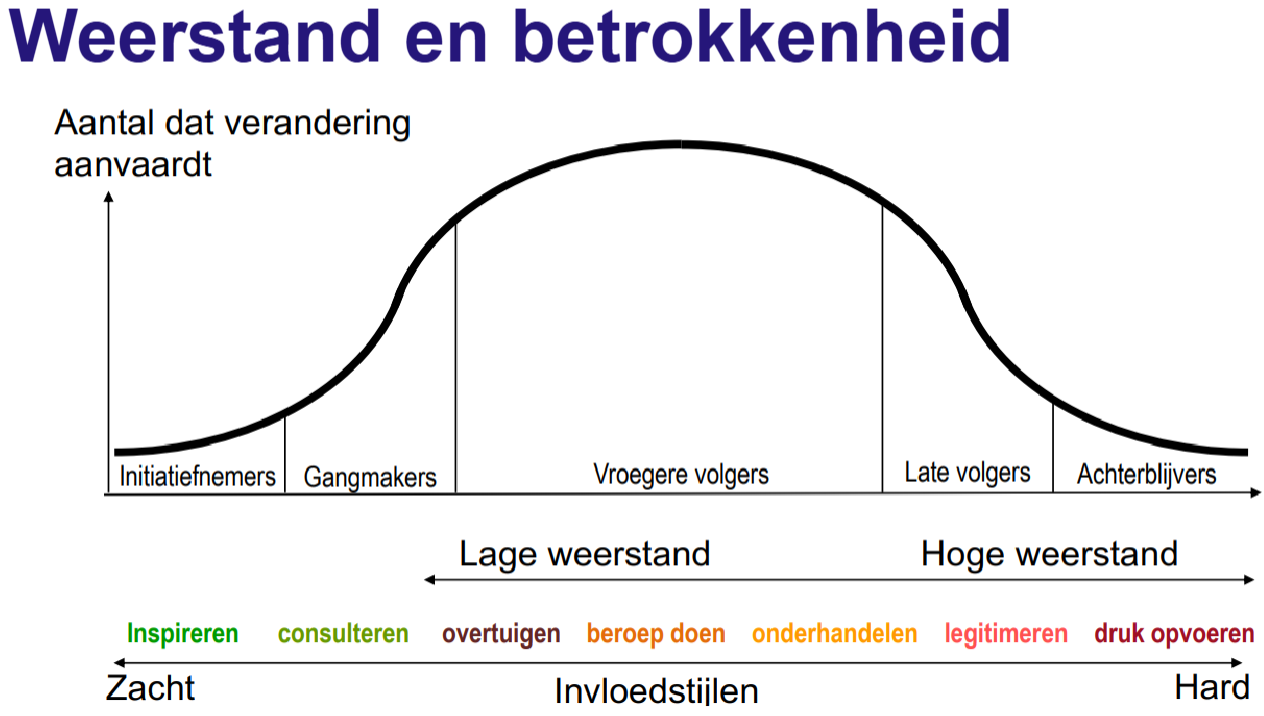 Weerstand en betrokkenheid
Aantal dat verandering
aanvaardt
Initiatiefnemers Gangmakers Vroegere volgers Late volgers Achterblijvers
Lage weerstand Hoge weerstand
Inspireren consulteren overtuigen beroep doen onderhandelen legitimeren druk opvoeren
Zacht Invloedstijlen Hard